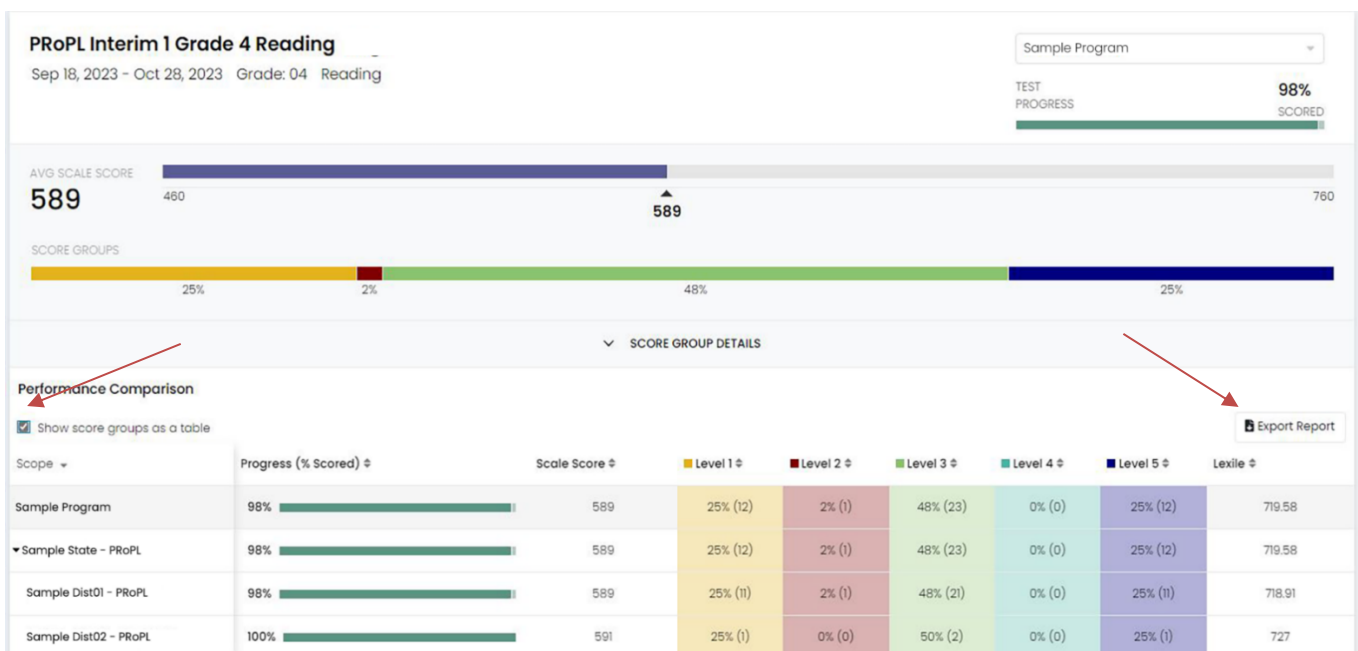 PRoPL Interim 1 Grade 4 Reading
Sep 18, 2023 - Oct 28, 2023 Grade: 04 Reading
Sample Program
TEST PROGRESS
98%
SCORED
AVG SCALE SCORE
589
460
589
760
SCORE GROUPS
25% 2% 48% 25%
SCORE GROUP DETAILS
Performance Comparison
Show score groups as a table
Export Report
Scope Progress (% Scored) Scale Score Level 1 Level 2 Level 3 Level 4 Level 5 Lexile
Sample Program 98% 589 25% (12) 2% (1) 48% (23) 0% (0) 25% (12) 719.58
Sample State - PRoPL 98% 589 25% (12) 2% (1) 48% (23) 0% (0) 25% (12) 719.58
Sample Dist01 - PRoPL 98% 589 25% (11) 2% (1) 48% (21) 0% (0) 25% (11) 718.91
Sample Dist02 - PRoPL 100% 591 25% (1) 0% (0) 50% (2) 0% (0) 25% (1) 727